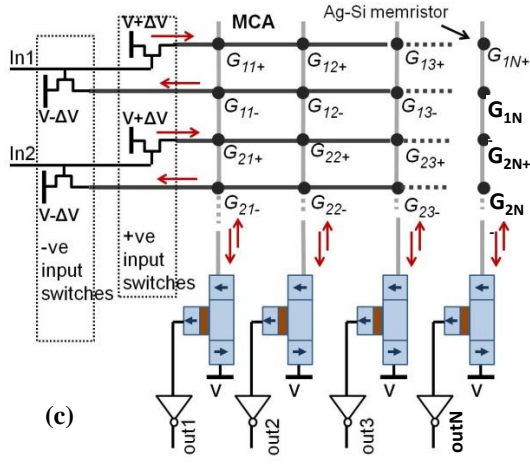 V+ΔV
MCA
Ag-Si memristor
In1
G11+
G12+
G13+
G1N+
V-ΔV
V+ΔV
G11-
G12-
G13-
G1N
In2
G21+
G22+
G23+
G2N+
V-ΔV
G21-
G22-
G23-
G2N
-
-ve
input
switches
+ve
input
switches
V
V
V
V
(c)
out1
out2
out3
outN